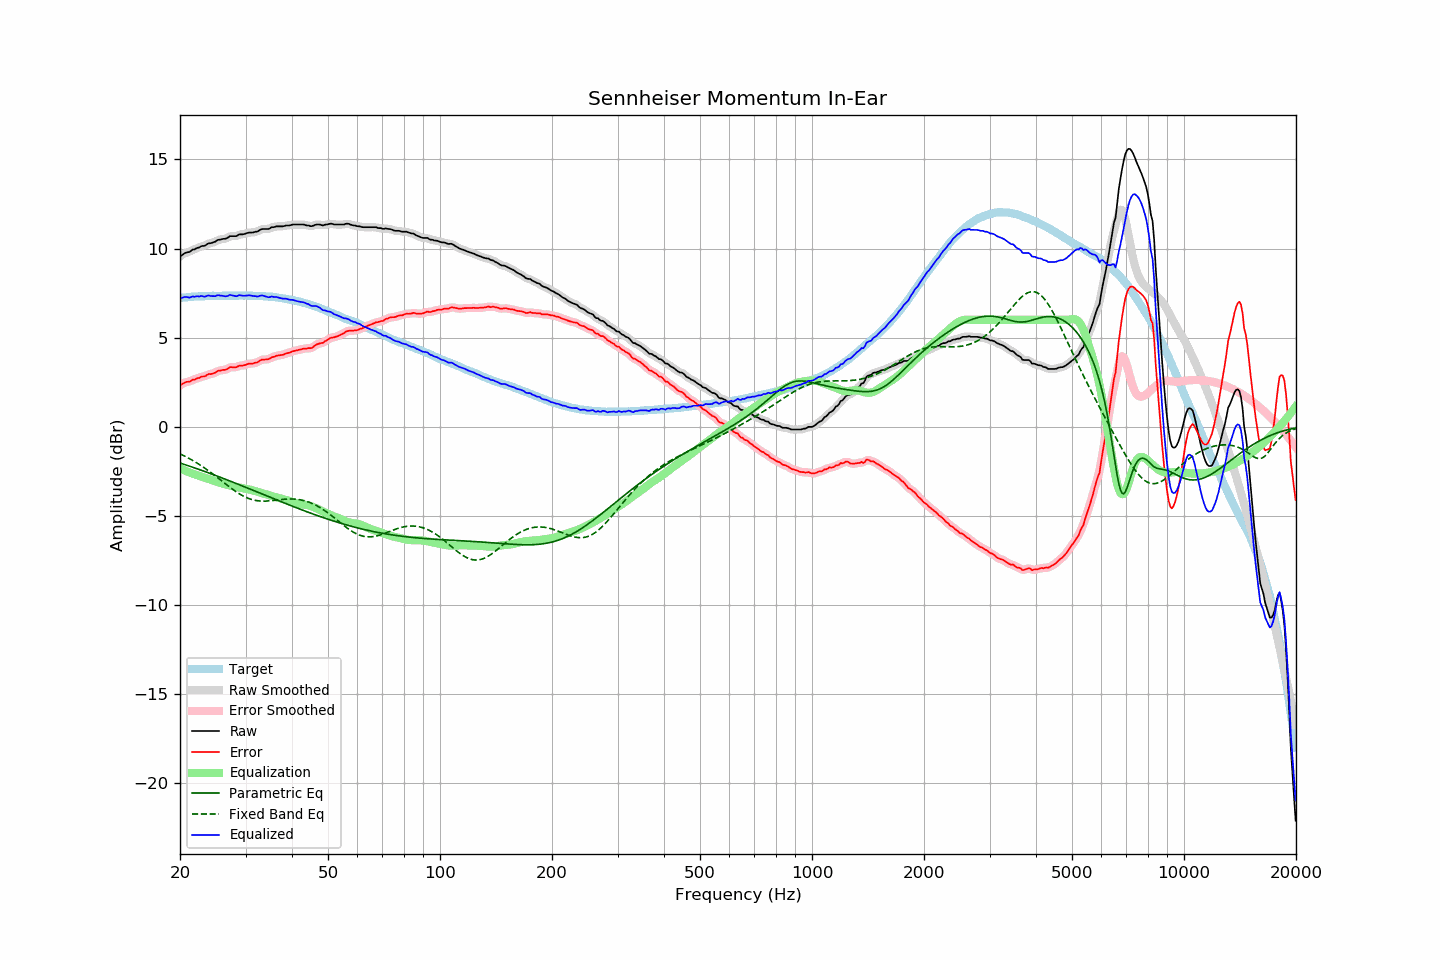 Sennheiser Momentum In-Ear
Amplitude (dBr)
15
10
5
0
−5
−10
−15
−20
Target
Raw Smoothed
Error Smoothed
Raw
Error
Equalization
Parametric Eq
Fixed Band Eq
Equalized
20 50 100 200 500 1000 2000 5000 10000 20000
Frequency (Hz)